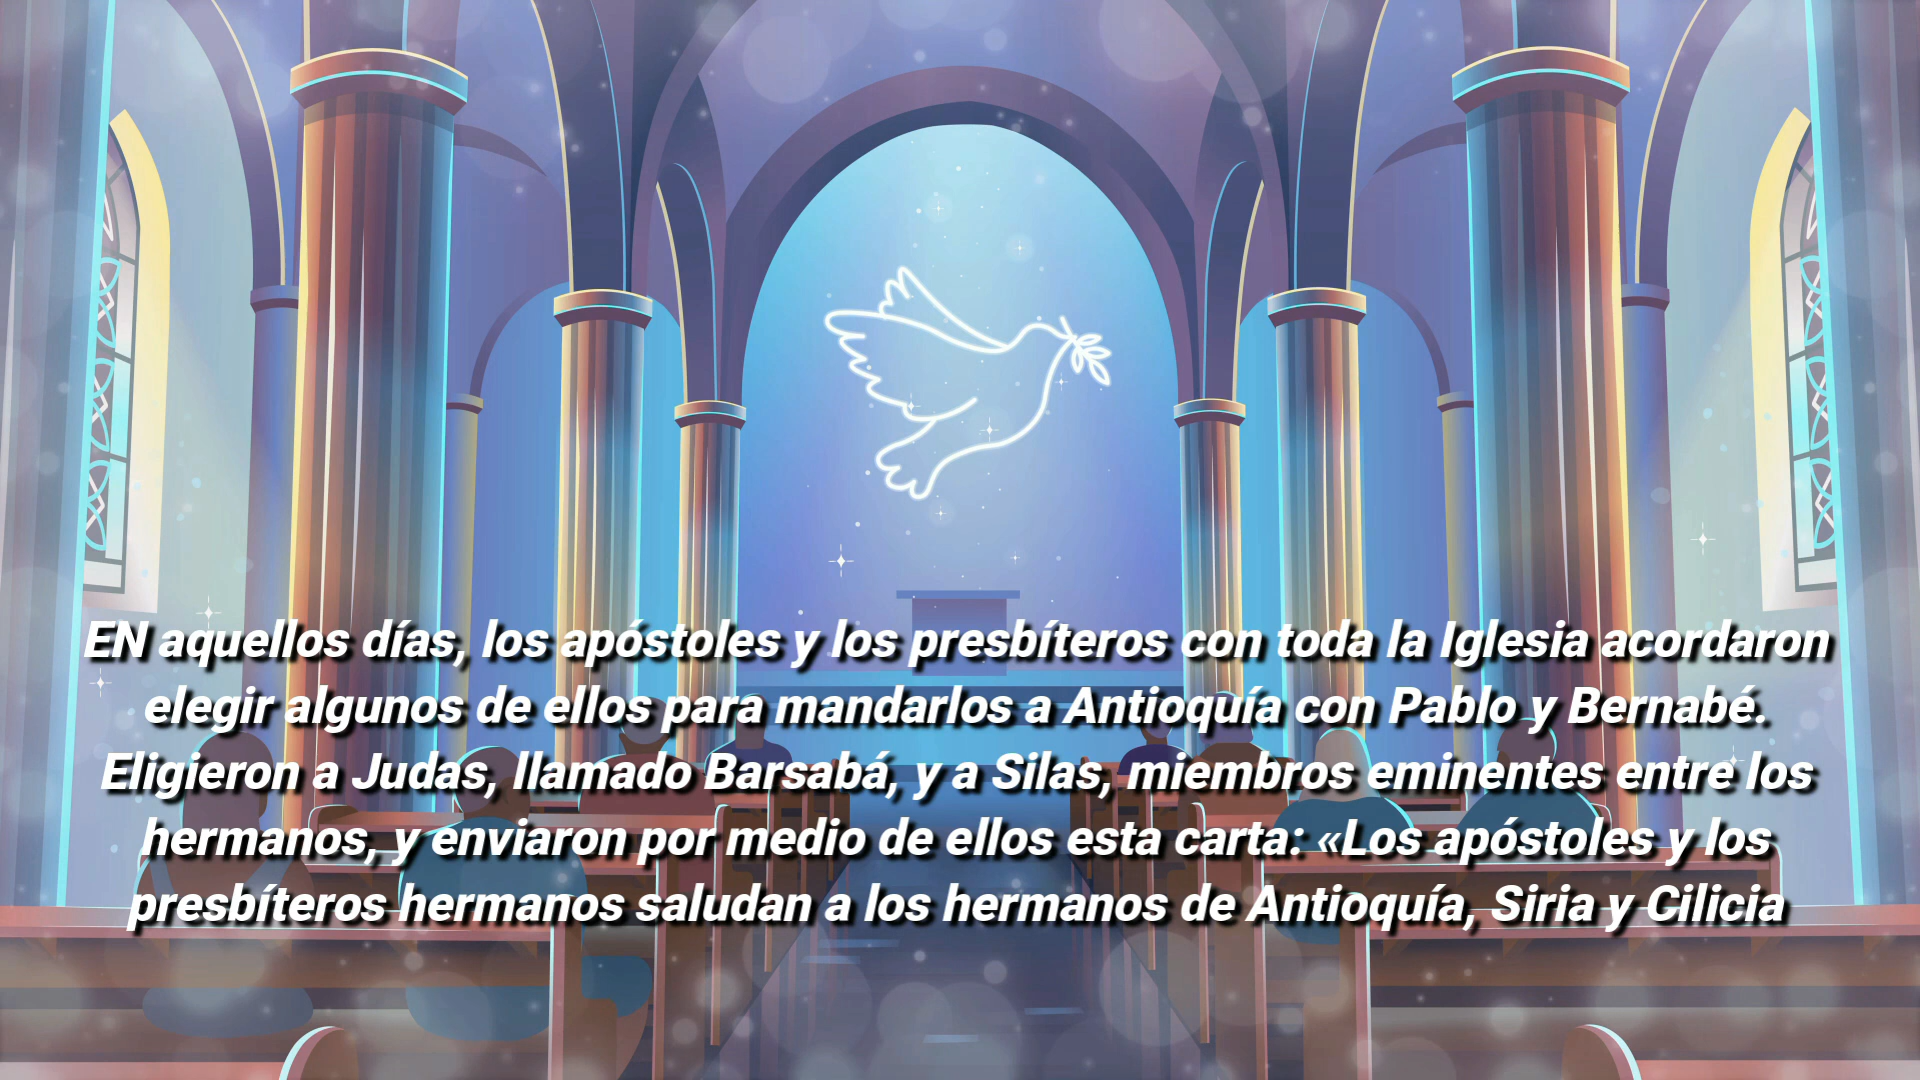 EN aquellos días, los apóstoles y los presbíteros con toda la Iglesia acordaron
elegir algunos de ellos para mandarlos a Antioquía con Pablo y Bernabé.
Eligieron a Judas, llamado Barsabá, y a Silas, miembros eminentes entre los
hermanos, y enviaron por medio de ellos esta carta: «Los apóstoles y los
presbíteros hermanos saludan a los hermanos de Antioquía, Siria y Cilicia